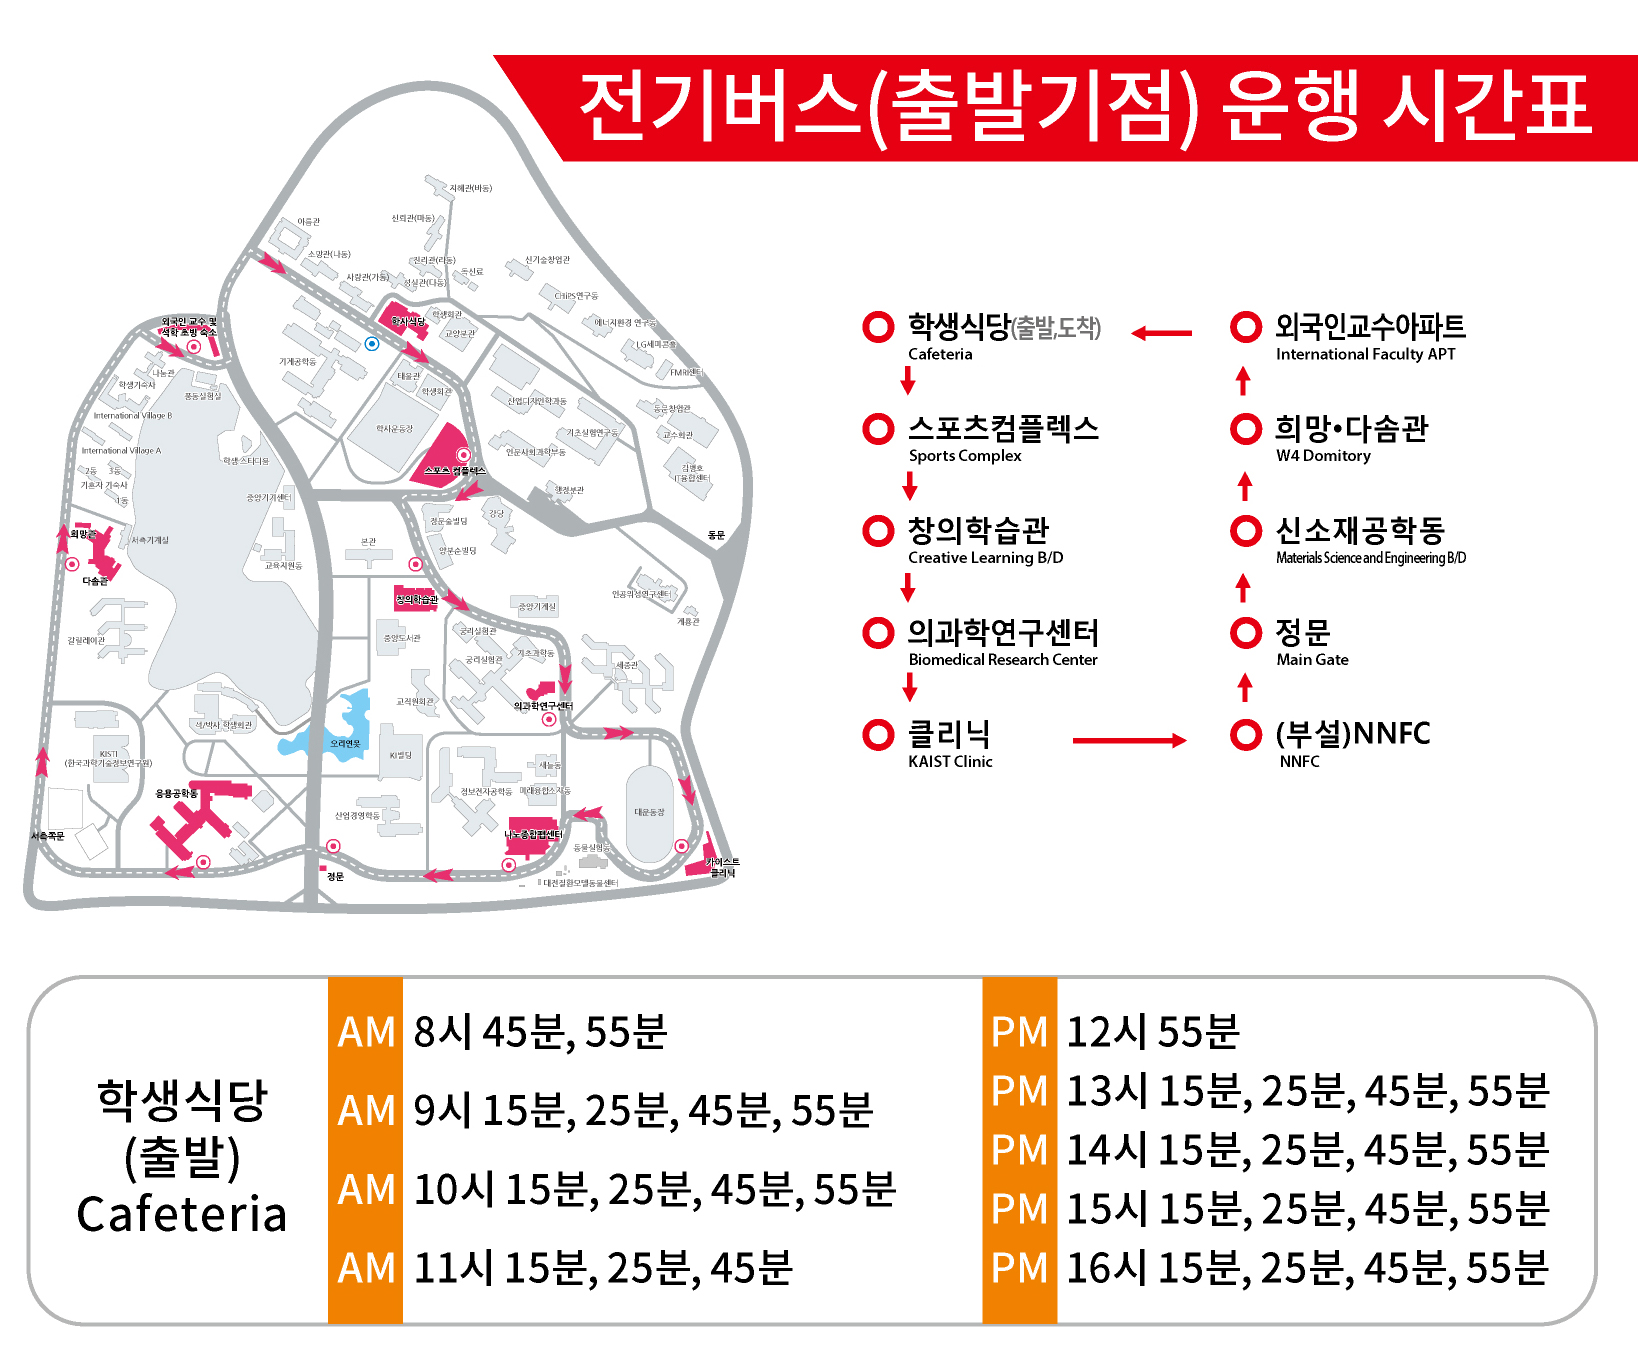 전기버스(출발기점) 운행 시간표
지혜관(바동)
신뢰관(마동)
아름관
소망관(나동)
진리관(라동)
사랑관(가동)
성실관(다동)
독신료
신기술창업관
CHiPS연구동
에너지환경 연구동
LG세미콘홀
FMRI센터
외국인 교수 및
석학 초빙 숙소
학사식당
학생회관
교양분관
기계공학동
나눔관
학생기숙사
풍동실험실
태울관
학생회관
International Village B
International Village A
학사운동장
산업디자인학과동
동문창업관
교수회관
기초실험연구동
학생 스타디움
스포츠 컴플렉스
인문사회과학부동
김병호
IT융합센터
2동
3동
기혼자 기숙사
1동
중앙기기센터
행정분관
강당
정문술빌딩
동문
희망관
서측기계실
본관
양분순빌딩
다솜관
교육지원동
창의학습관
중앙기계실
인공위성연구센터
계룡관
갈릴레이관
중앙도서관
궁리실험관
궁리실험관
기초과학동
세종관
교직원회관
의과학연구센터
석/박사 학생회관
오리연못
KI빌딩
KISTI
(한국과학기술정보연구원)
새늘동
정보전자공학동
미래융합소자동
응용공학동
산업경영학동
대운동장
서측쪽문
나노종합팹센터
동물실험동
카이스트
클리닉
정문
대전질환모델동물센터
학생식당(출발,도착)
Cafeteria
스포츠컴플렉스
Sports Complex
창의학습관
Creative Learning B/D
의과학연구센터
Biomedical Research Center
클리닉
KAIST Clinic
외국인교수아파트
International Faculty APT
희망•다솜관
W4 Domitory
신소재공학동
Materials Science and Engineering B/D
정문
Main Gate
(부설)NNFC
NNFC
학생식당
(출발)
Cafeteria
AM 8시 45분, 55분
AM 9시 15분, 25분, 45분, 55분
AM 10시 15분, 25분, 45분, 55분
AM 11시 15분, 25분, 45분
PM 12시 55분
PM 13시 15분, 25분, 45분, 55분
PM 14시 15분, 25분, 45분, 55분
PM 15시 15분, 25분, 45분, 55분
PM 16시 15분, 25분, 45분, 55분